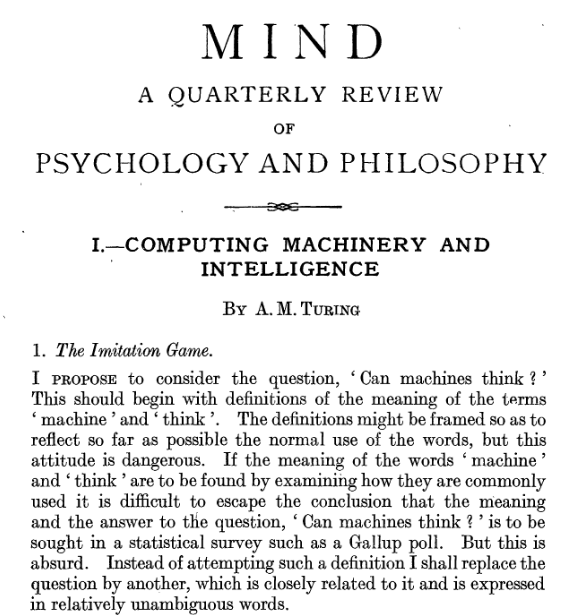 MIND
A QUARTERLY REVIEW
OF
PSYCHOLOGY AND PHILOSOPHY
I.—COMPUTING MACHINERY AND
INTELLIGENCE
BY A. M. TURING
1. The Imitation Game.
I PROPOSE to consider the question, ‘ Can machines think ? ’
This should begin with definitions of the meaning of the terms
‘ machine ’ and ‘ think ’. The definitions might be framed so as to
reflect so far as possible the normal use of the words, but this
attitude is dangerous. If the meaning of the words ‘ machine ’
and ‘ think ’ are to be found by examining how they are commonly
used it is difficult to escape the conclusion that the meaning
and the answer to the question, ‘ Can machines think ? ’ is to be
sought in a statistical survey such as a Gallup poll. But this is
absurd. Instead of attempting such a definition I shall replace the
question by another, which is closely related to it and is expressed
in relatively unambiguous words.